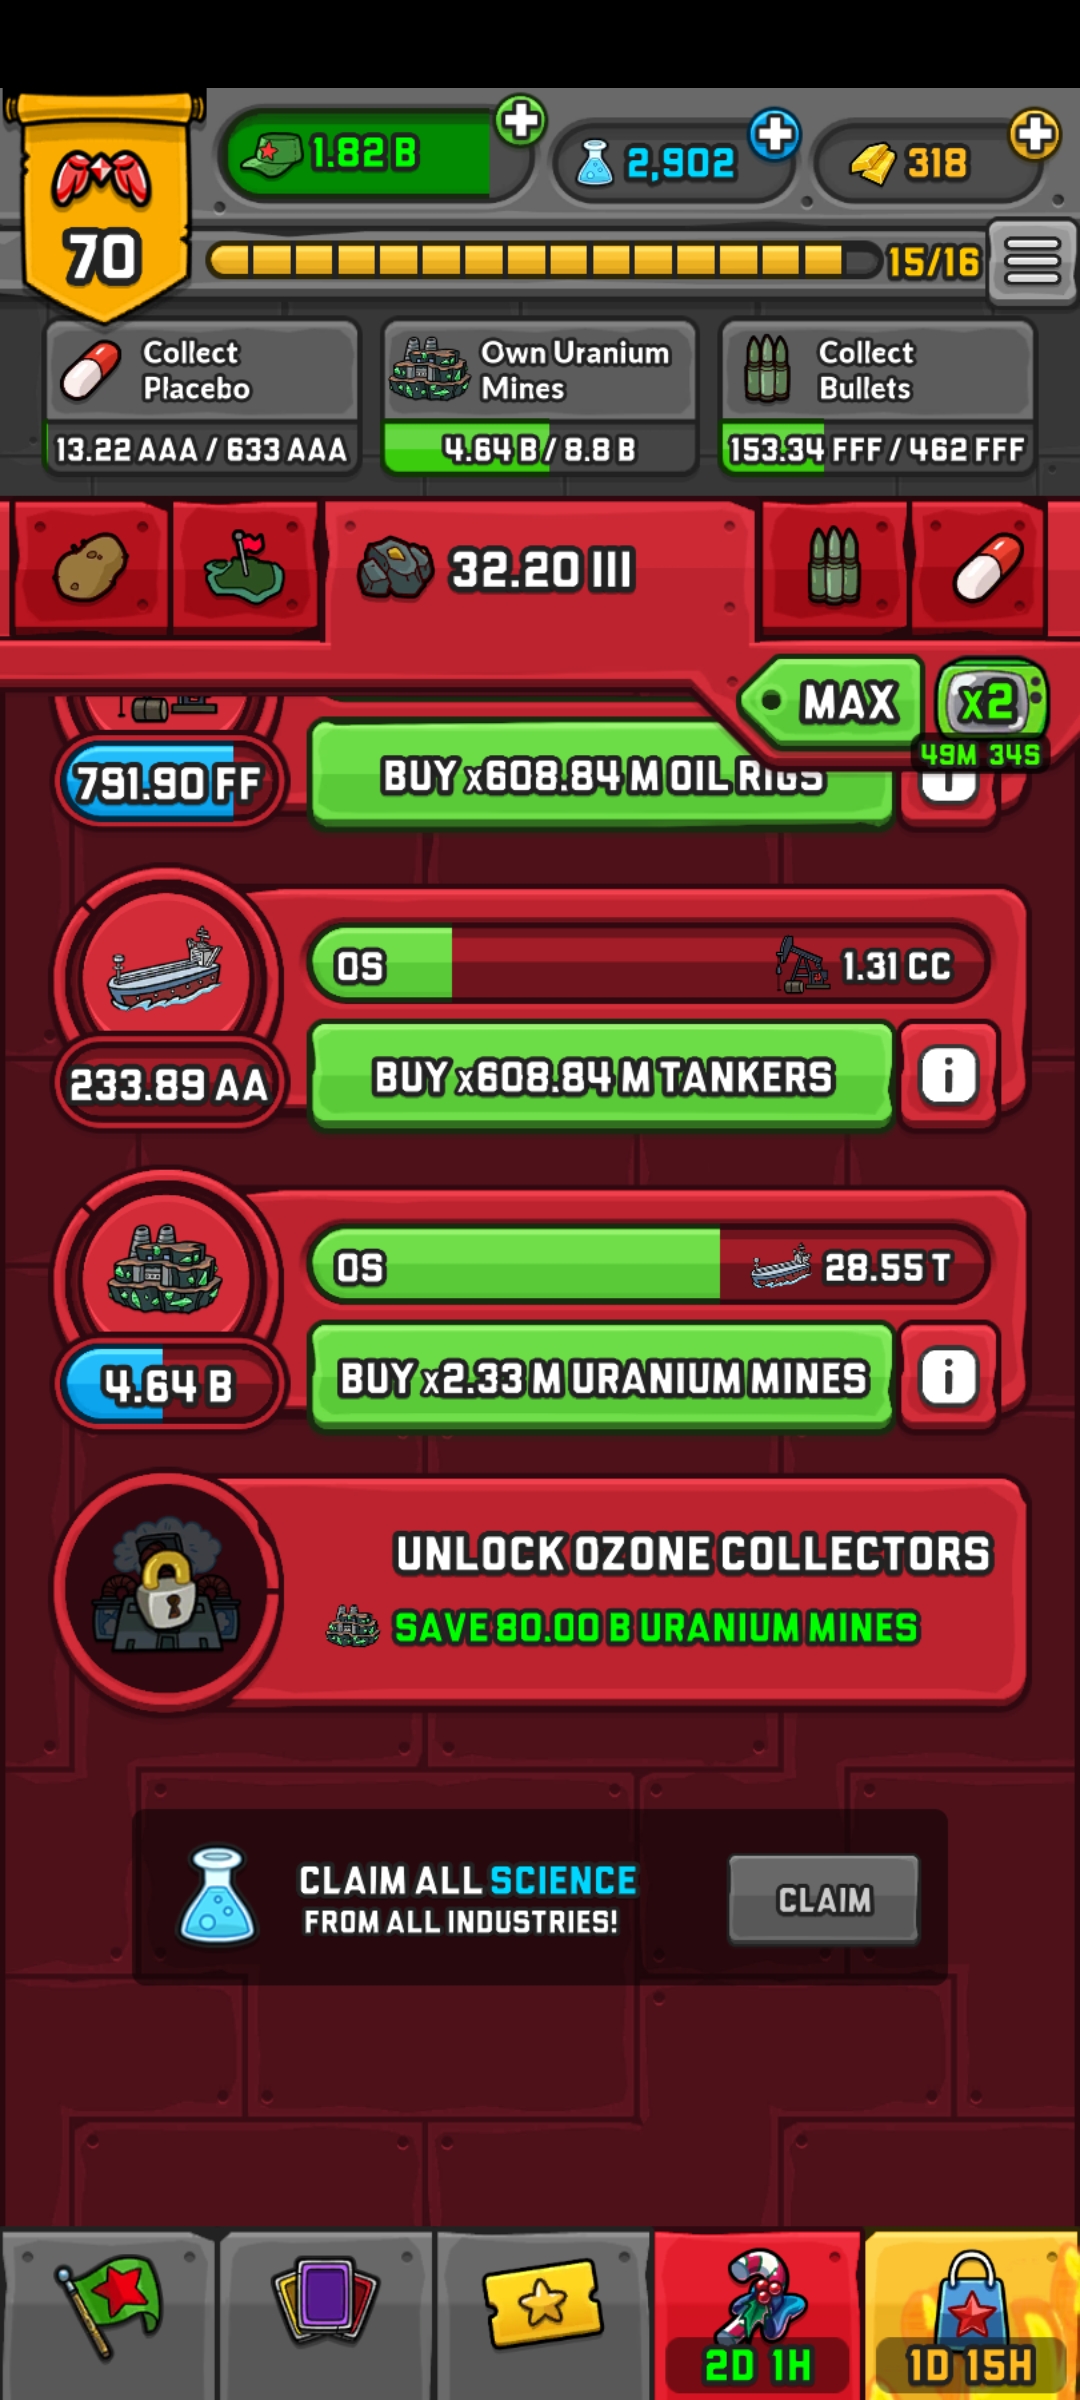 1.82 B
2,902
318
70
15/16
Collect
Placebo
13.22 AAA / 633 AAA
Own Uranium
Mines
4.64 B / 8.8 B
Collect
Bullets
153.34 FFF / 462 FFF
32.20 III
MAX
x2
49M 34S
791.90 FF
BUY x608.84 M OIL RIGS
0S
1.31 CC
233.89 AA
BUY x608.84 M TANKERS
i
0S
28.55 T
4.64 B
BUY x2.33 M URANIUM MINES
i
UNLOCK OZONE COLLECTORS
SAVE 80.00 B URANIUM MINES
CLAIM ALL SCIENCE
FROM ALL INDUSTRIES!
CLAIM
2D 1H
1D 15H